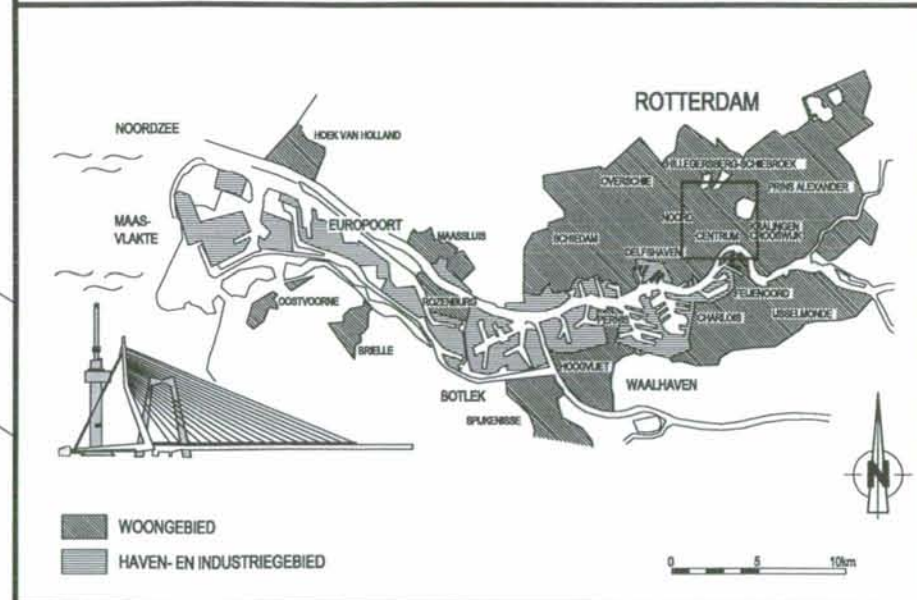 ROTTERDAM
NOORDZEE
HOEK VAN HOLLAND
HILLEGERSBERG-SCHIEBROEK
OVERSCHIE
PRINS ALEXANDER
MAAS-
VLAKTE
EUROPOORT
MAASSLUIS
NOORD
KRALINGEN
CROOSWIJK
SCHIEDAM
CENTRUM
DELFSHAVEN
OOSTVOORNE
ROZENBURG
FEIJENOORD
PERNIS
CHARLOIS
IJSSELMONDE
BRIELLE
HOOGVLIET
WAALHAVEN
BOTLEK
SPIJKENISSE
N
WOONGEBIED
HAVEN- EN INDUSTRIEGEBIED
0 5 10km